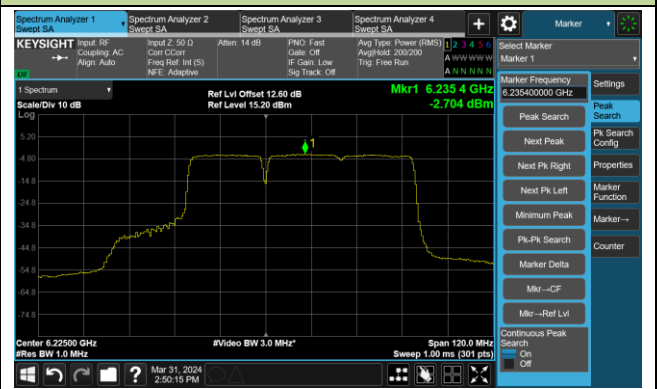 Spectrum Analyzer 1
Swept SA
Spectrum Analyzer 2
Swept SA
Spectrum Analyzer 3
Swept SA
Spectrum Analyzer 4
Swept SA
Marker
KEYSIGHT
Input: RF
Coupling: AC
Align: Auto
Input Z: 50 Ω
Corr CCorr
Freq Ref: Int (S)
NFE: Adaptive
Atten: 14 dB
PNO: Fast
Gate: Off
IF Gain: Low
Sig Track: Off
Avg Type: Power (RMS)
Avg|Hold: 200/200
Trig: Free Run
1 2 3 4 5 6
A W W W W W
A N N N N N
Select Marker
Marker 1
1 Spectrum
Scale/Div 10 dB
Log
Ref Lvl Offset 12.60 dB
Ref Level 15.20 dBm
Mkr1 6.235 4 GHz
-2.704 dBm
Marker Frequency
6.235400000 GHz
Settings
Peak Search
Peak
Search
Next Peak
Pk Search
Config
Next Pk Right
Properties
Next Pk Left
Marker
Function
Minimum Peak
Marker→
Pk-Pk Search
Counter
Marker Delta
Mkr→CF
Mkr→Ref Lvl
Continuous Peak
Search
On
Off
5.20
1
-4.80
-14.8
-24.8
-34.8
-44.8
-54.8
-64.8
-74.8
Center 6.22500 GHz
#Res BW 1.0 MHz
#Video BW 3.0 MHz*
Span 120.0 MHz
Sweep 1.00 ms (301 pts)
?
Mar 31, 2024
2:50:15 PM